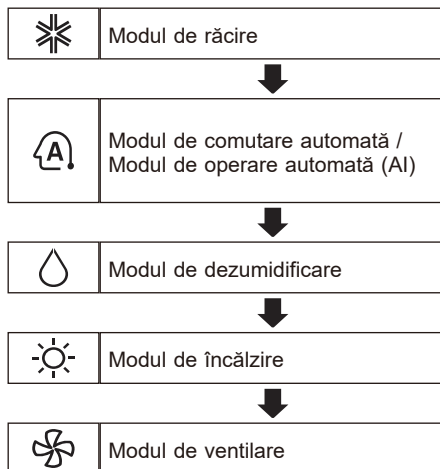 Modul de răcire
A
Modul de comutare automată /
Modul de operare automată (AI)
Modul de dezumidificare
Modul de încălzire
Modul de ventilare